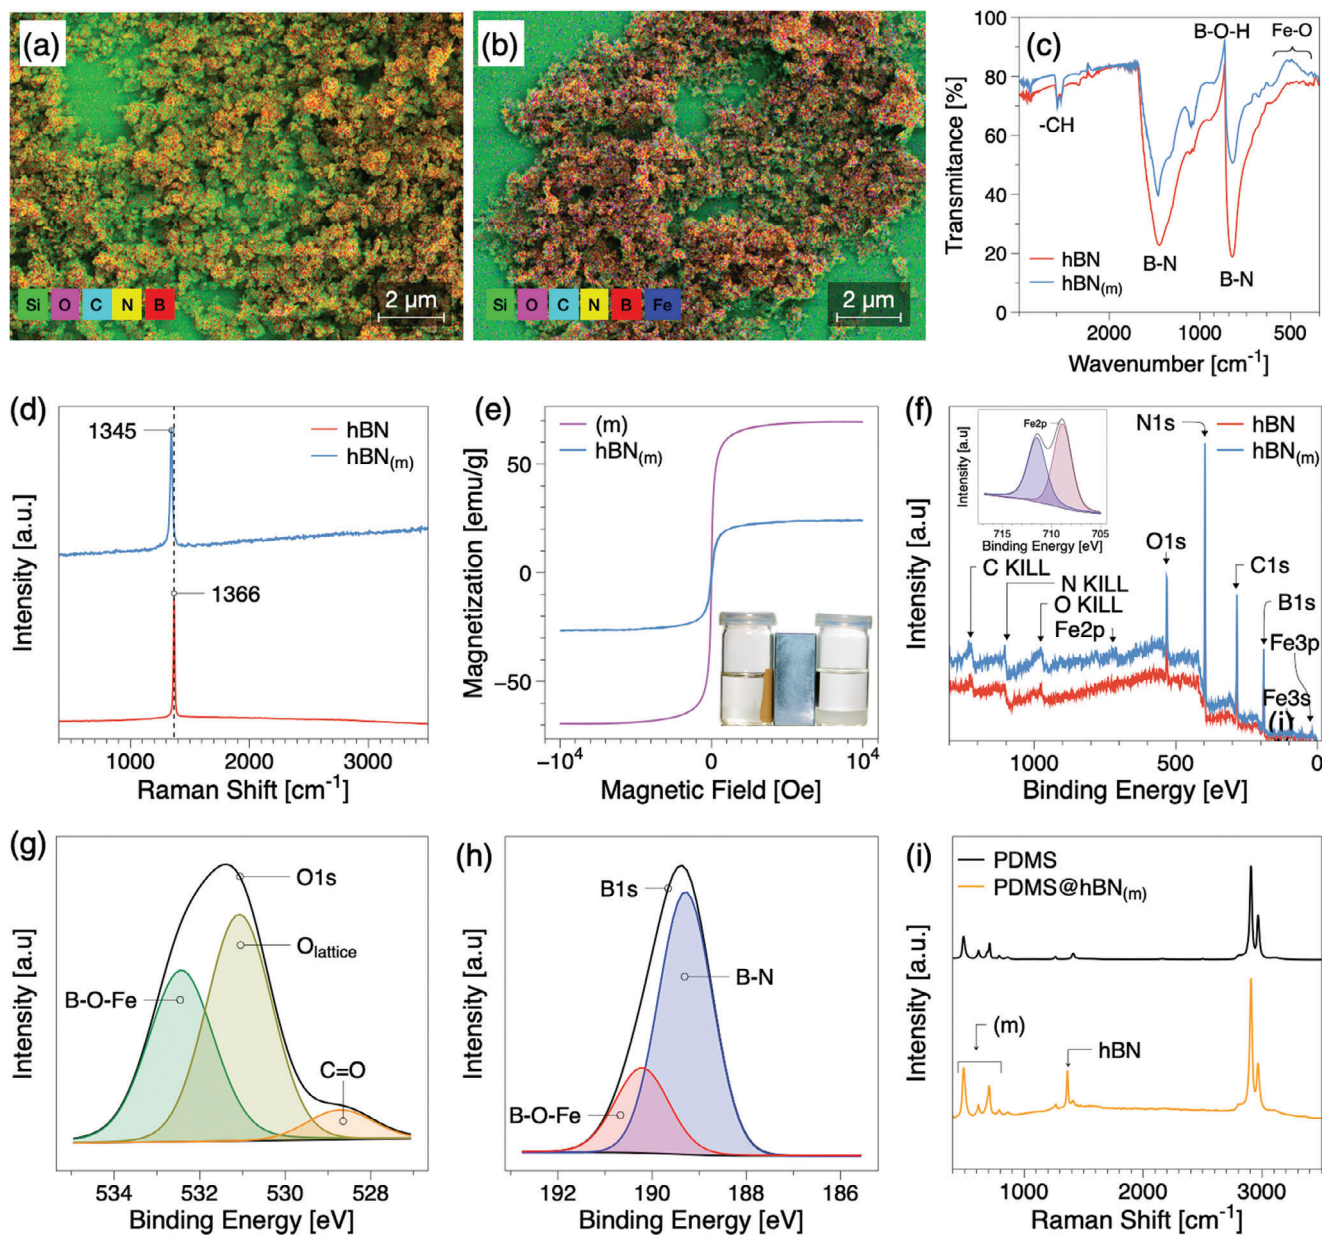 (a)
Si O C N B
2 µm
(b)
Si O C N B Fe
2 µm
(c)
100
80
60
40
20
0
Transmitance [%]
-CH
B-O-H
Fe-O
B-N
B-N
hBN
hBN(m)
2000
1000
500
Wavenumber [cm-1]
(d)
1345
1366
hBN
hBN(m)
Intensity [a.u.]
1000
2000
3000
Raman Shift [cm-1]
(e)
(m)
hBN(m)
50
0
−50
Magnetization [emu/g]
−10⁴
0
10⁴
Magnetic Field [Oe]
(f)
Fe2p
Intensity [a.u]
715
710
705
Binding Energy [eV]
N1s
hBN
hBN(m)
O1s
C1s
B1s
Fe3p
Fe3s
(i)
C KILL
N KILL
O KILL
Fe2p
Intensity [a.u]
1000
500
0
Binding Energy [eV]
(g)
O1s
Olattice
B-O-Fe
C=O
Intensity [a.u]
534
532
530
528
Binding Energy [eV]
(h)
B1s
B-N
B-O-Fe
Intensity [a.u]
192
190
188
186
Binding Energy [eV]
(i)
PDMS
PDMS@hBN(m)
(m)
hBN
Intensity [a.u.]
1000
2000
3000
Raman Shift [cm-1]